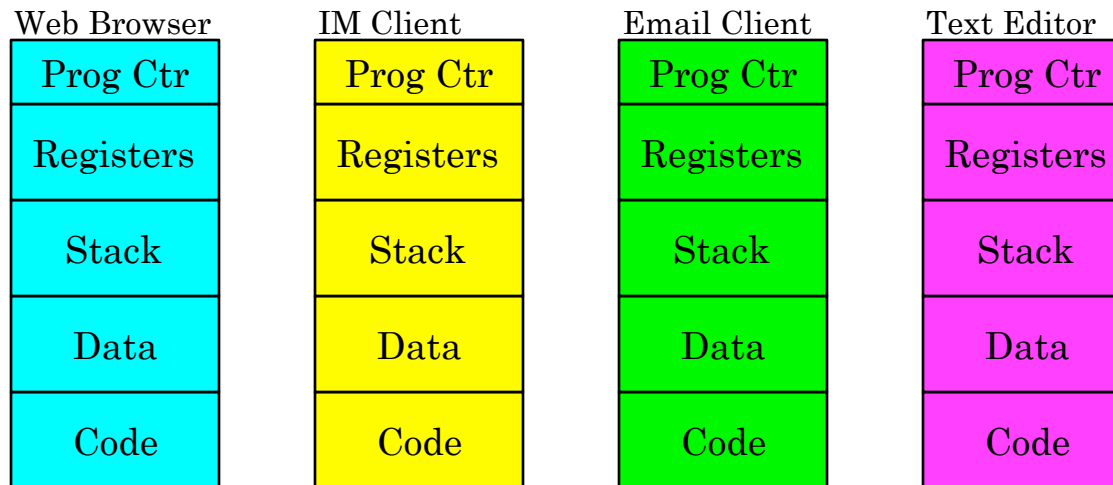 Web Browser IM Client Email Client Text Editor
Prog Ctr Prog Ctr Prog Ctr Prog Ctr
Registers Registers Registers Registers
Stack Stack Stack Stack
Data Data Data Data
Code Code Code Code